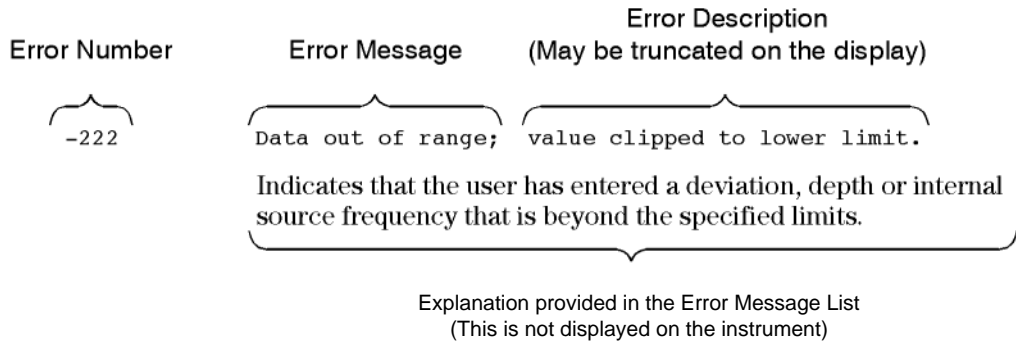 Error Description
Error Number Error Message (May be truncated on the display)
-222 Data out of range; value clipped to lower limit.
Indicates that the user has entered a deviation, depth or internal
source frequency that is beyond the specified limits.
Explanation provided in the Error Message List
(This is not displayed on the instrument)